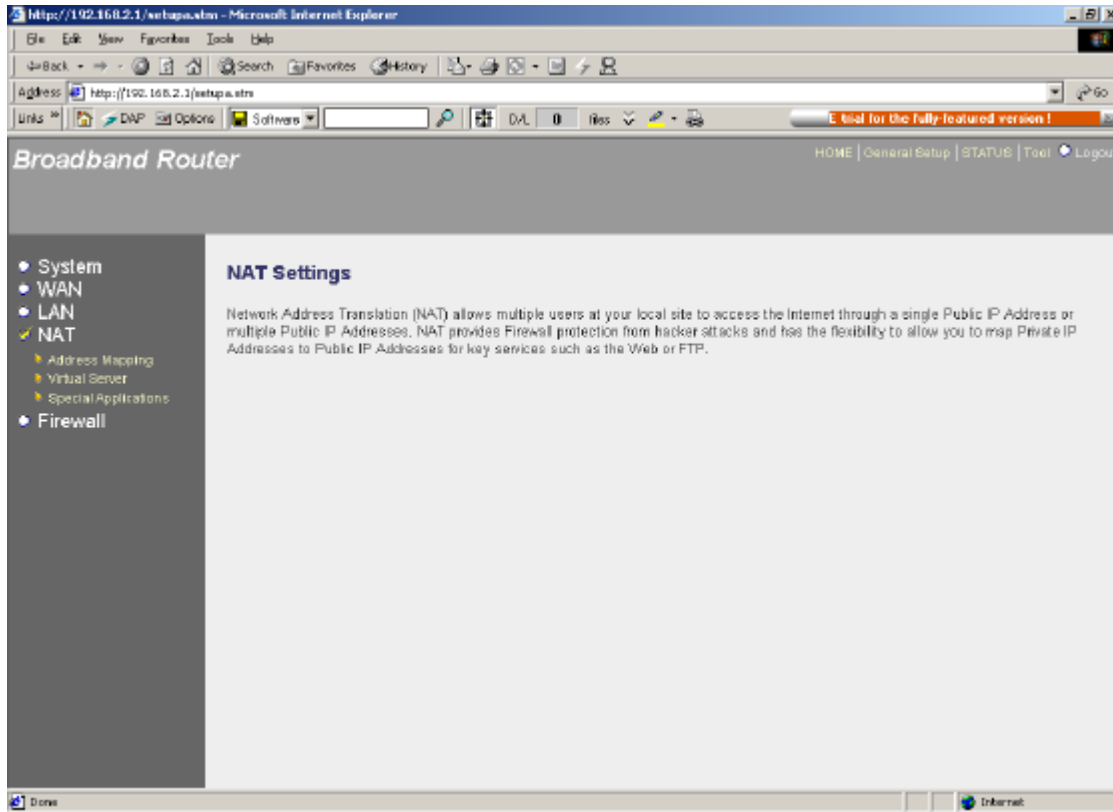 http://192.168.2.1/setupa.stm - Microsoft Internet Explorer
File Edit View Favorites Tools Help
Back Search Favorites History
Address http://192.168.2.1/setupa.stm Go
Links » DAP Options Software D/L 0 files E trial for the fully-featured version !
Broadband Router
HOME | General Setup | STATUS | Tool Logou
System
WAN
LAN
NAT
Address Mapping
Virtual Server
Special Applications
Firewall
NAT Settings
Network Address Translation (NAT) allows multiple users at your local site to access the Internet through a single Public IP Address or
multiple Public IP Addresses. NAT provides Firewall protection from hacker attacks and has the flexibility to allow you to map Private IP
Addresses to Public IP Addresses for key services such as the Web or FTP.
Done Internet